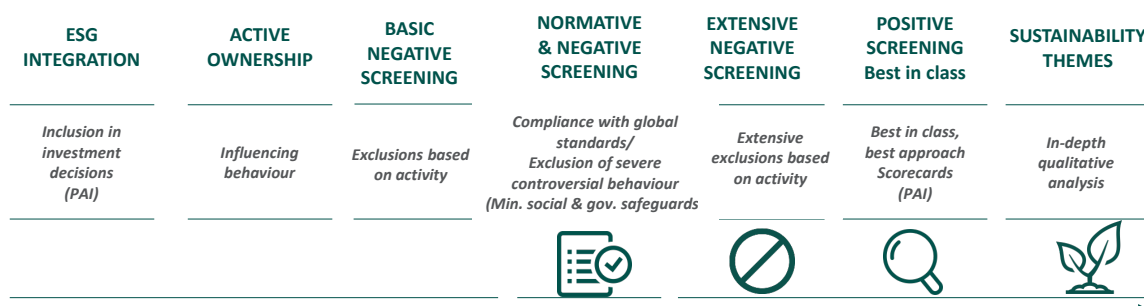 ESG
INTEGRATION
ACTIVE
OWNERSHIP
BASIC
NEGATIVE
SCREENING
NORMATIVE
& NEGATIVE
SCREENING
EXTENSIVE
NEGATIVE
SCREENING
POSITIVE
SCREENING
Best in class
SUSTAINABILITY
THEMES
Inclusion in
investment
decisions
(PAI)
Influencing
behaviour
Exclusions based
on activity
Compliance with global
standards/
Exclusion of severe
controversial behaviour
(Min. social & gov. safeguards
Extensive
exclusions based
on activity
Best in class,
best approach
Scorecards
(PAI)
In-depth
qualitative
analysis